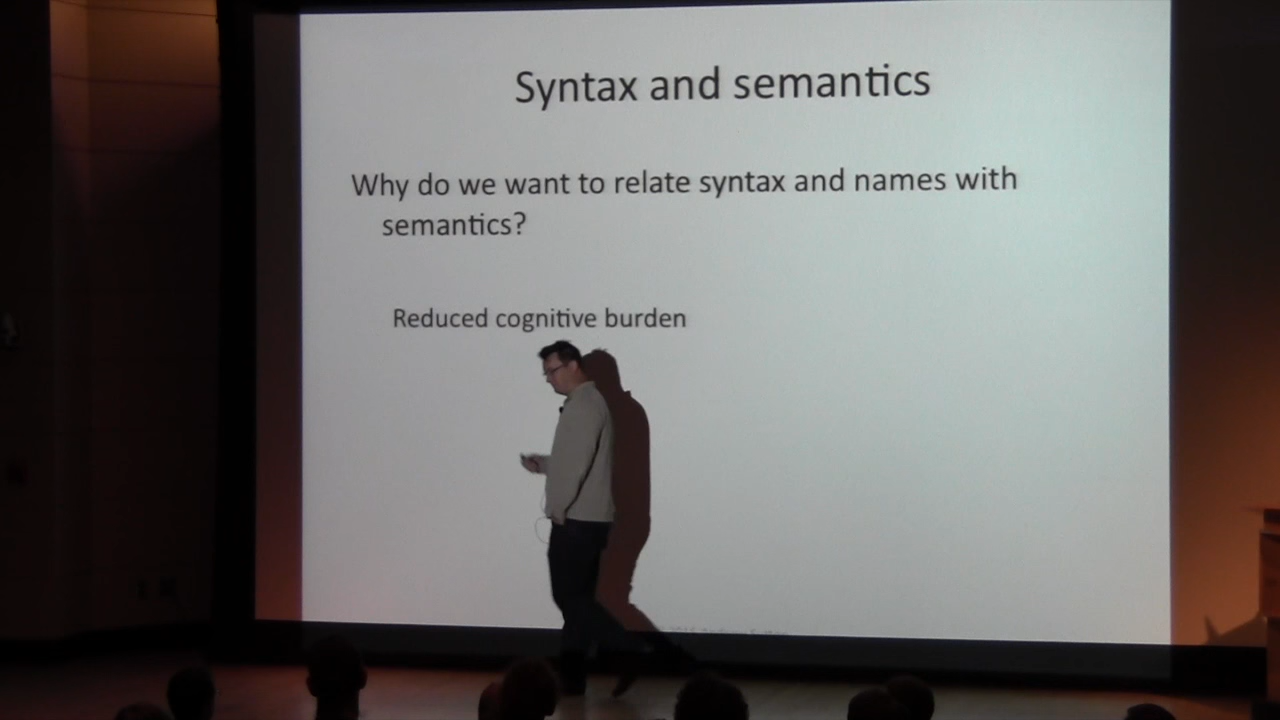 Syntax and semantics
Why do we want to relate syntax and names with
semantics?
Reduced cognitive burden